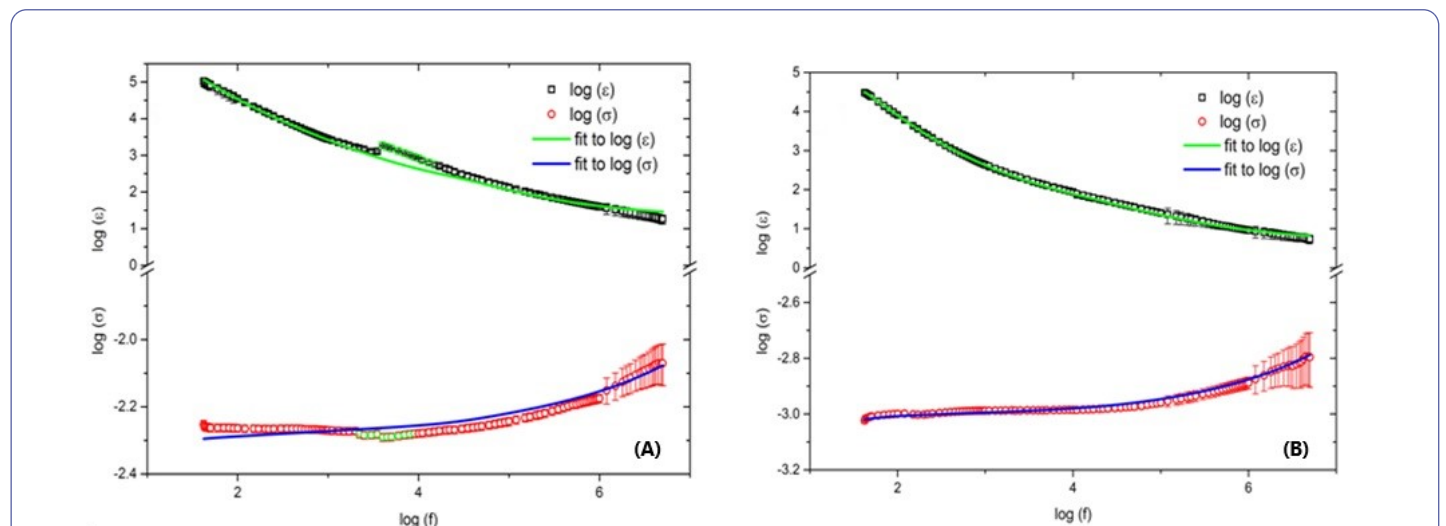 5
4
3
2
1
0
log (ε)
-2.0
-2.2
-2.4
log (σ)
2
4
6
log (f)
log (ε)
log (σ)
fit to log (ε)
fit to log (σ)
(A)
5
4
3
2
1
0
log (ε)
-2.6
-2.8
-3.0
-3.2
log (σ)
2
4
6
log (f)
log (ε)
log (σ)
fit to log (ε)
fit to log (σ)
(B)